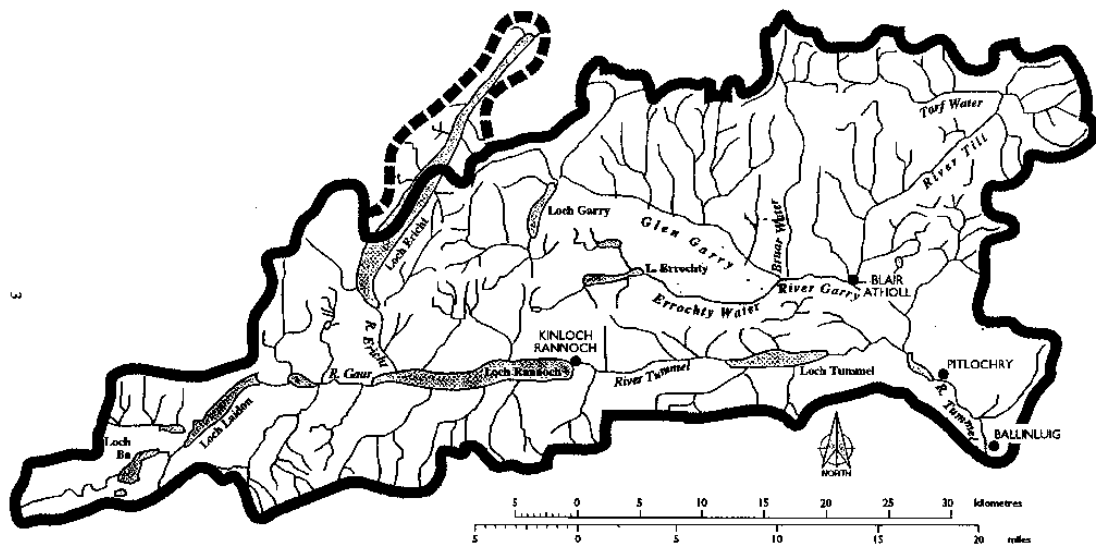 Tarf Water
River Tilt
Loch Garry
Glen Garry
Bruar Water
Loch Ericht
L. Errochty
BLAIR
ATHOLL
River Garry
Errochty Water
KINLOCH
RANNOCH
R. Ericht
R. Gaur
Loch Rannoch
River Tummel
Loch Tummel
PITLOCHRY
R. Tummel
Loch Laidon
Loch
Ba
BALLINLUIG
NORTH
3
5 0 5 10 15 20 25 30 kilometres
5 0 5 10 15 20 miles